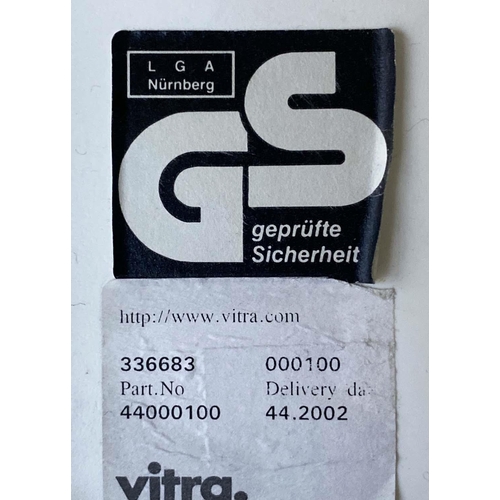 L G A
Nürnberg
GS
geprüfte
Sicherheit
http://www.vitra.com
336683 000100
Part.No Delivery da
44000100 44.2002
vitra.